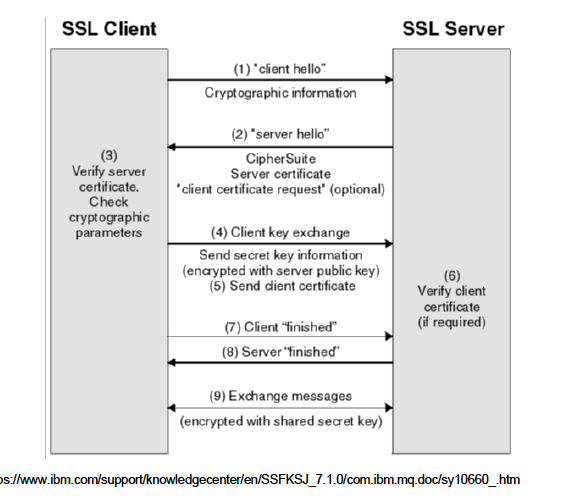 SSL Client
SSL Server
(1) "client hello"
Cryptographic information
(2) "server hello"
CipherSuite
Server certificate
"client certificate request" (optional)
(3)
Verify server
certificate.
Check
cryptographic
parameters
(4) Client key exchange
Send secret key information
(encrypted with server public key)
(5) Send client certificate
(6)
Verify client
certificate
(if required)
(7) Client “finished”
(8) Server “finished”
(9) Exchange messages
(encrypted with shared secret key)
ps://www.ibm.com/support/knowledgecenter/en/SSFKSJ_7.1.0/com.ibm.mq.doc/sy10660_.htm